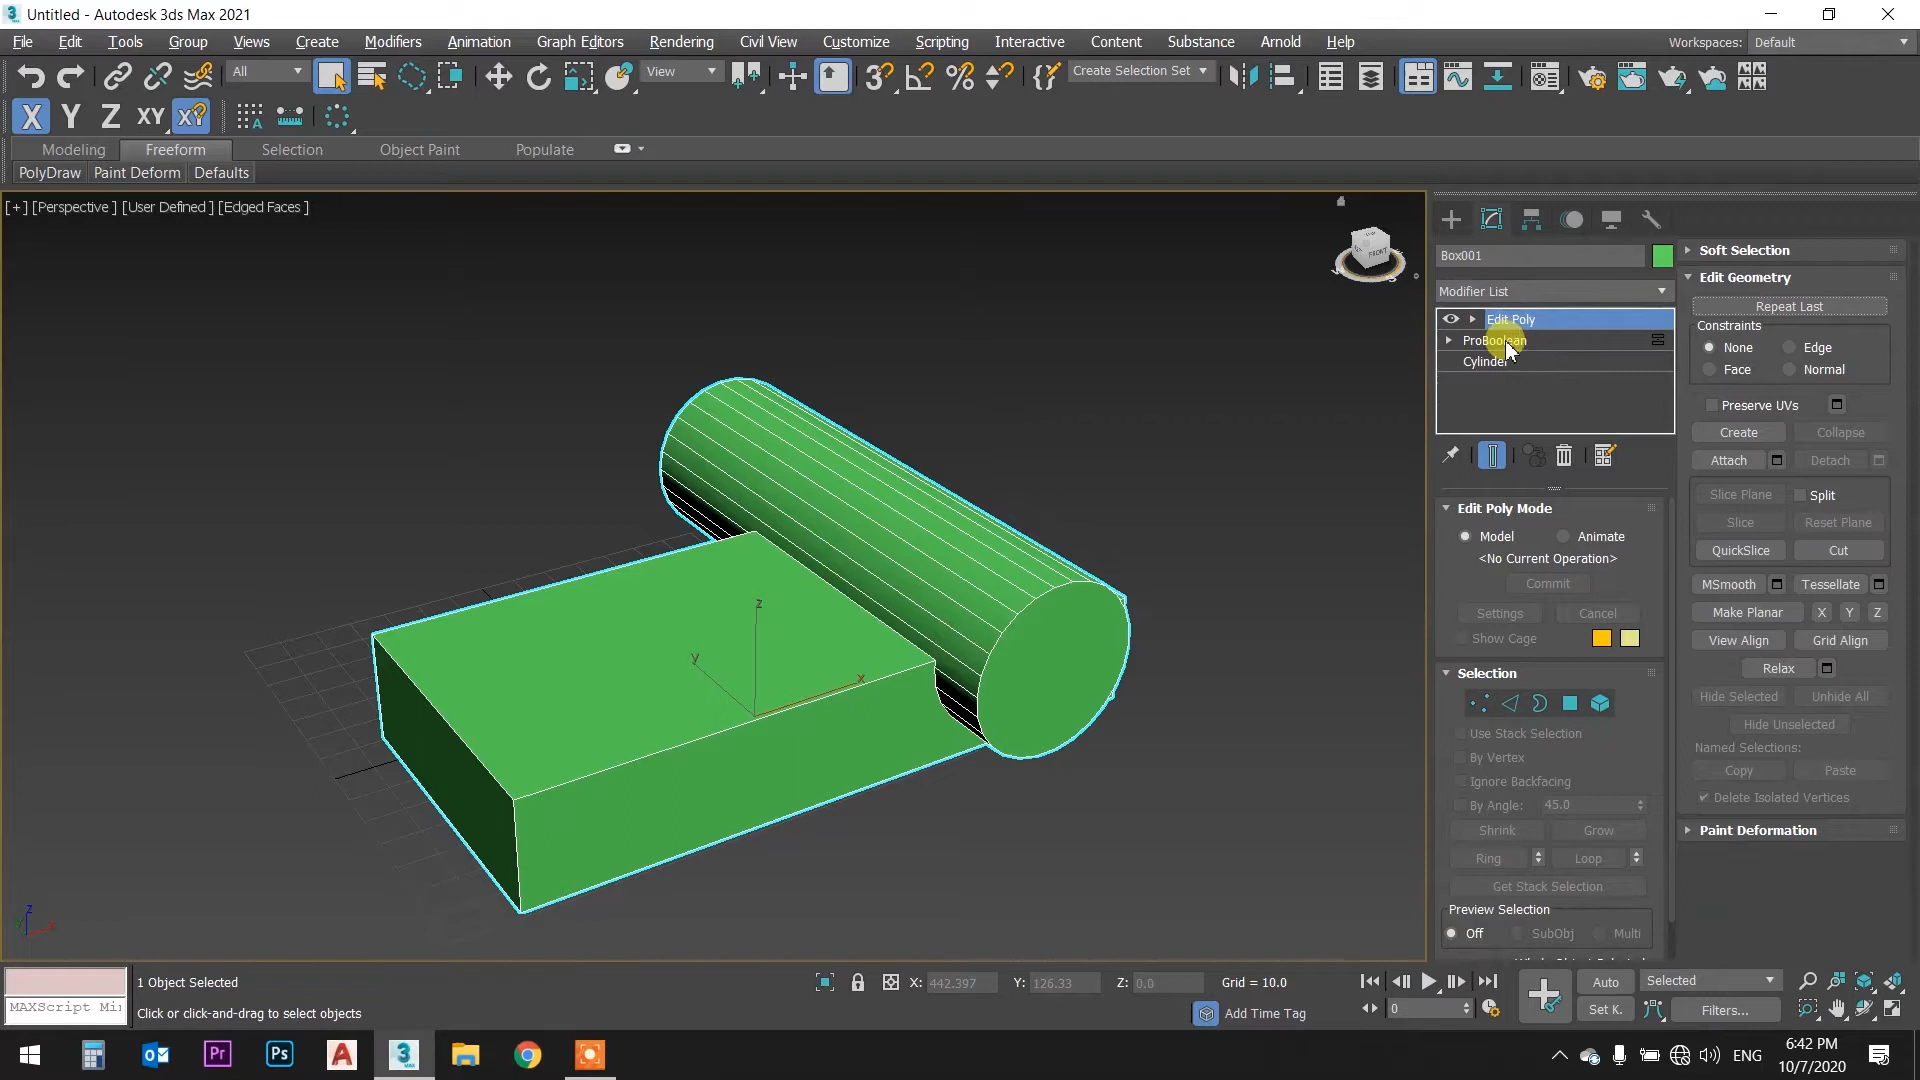 Untitled - Autodesk 3ds Max 2021
File Edit Tools Group Views Create Modifiers Animation Graph Editors Rendering Civil View Customize Scripting Interactive Content Substance Arnold Help Workspaces: Default
All View Create Selection Set
X Y Z XY XY
Modeling Freeform Selection Object Paint Populate
PolyDraw Paint Deform Defaults
[+] [Perspective ] [User Defined ] [Edged Faces ]
FRONT
Box001
Modifier List
Edit Poly
ProBoolean
Cylinder
Edit Poly Mode
Model Animate
<No Current Operation>
Commit
Settings Cancel
Show Cage
Selection
Use Stack Selection
By Vertex
Ignore Backfacing
By Angle: 45.0
Shrink Grow
Ring Loop
Get Stack Selection
Preview Selection
Off SubObj Multi
Soft Selection
Edit Geometry
Repeat Last
Constraints
None Edge
Face Normal
Preserve UVs
Create Collapse
Attach Detach
Slice Plane Split
Slice Reset Plane
QuickSlice Cut
MSmooth Tessellate
Make Planar X Y Z
View Align Grid Align
Relax
Hide Selected Unhide All
Hide Unselected
Named Selections:
Copy Paste
Delete Isolated Vertices
Paint Deformation
z
y
x
z
y x
MAXScript Mi
1 Object Selected
Click or click-and-drag to select objects
X: 442.397 Y: 126.33 Z: 0.0 Grid = 10.0
Add Time Tag
0
Auto Selected
Set K. Filters...
ENG
6:42 PM
10/7/2020